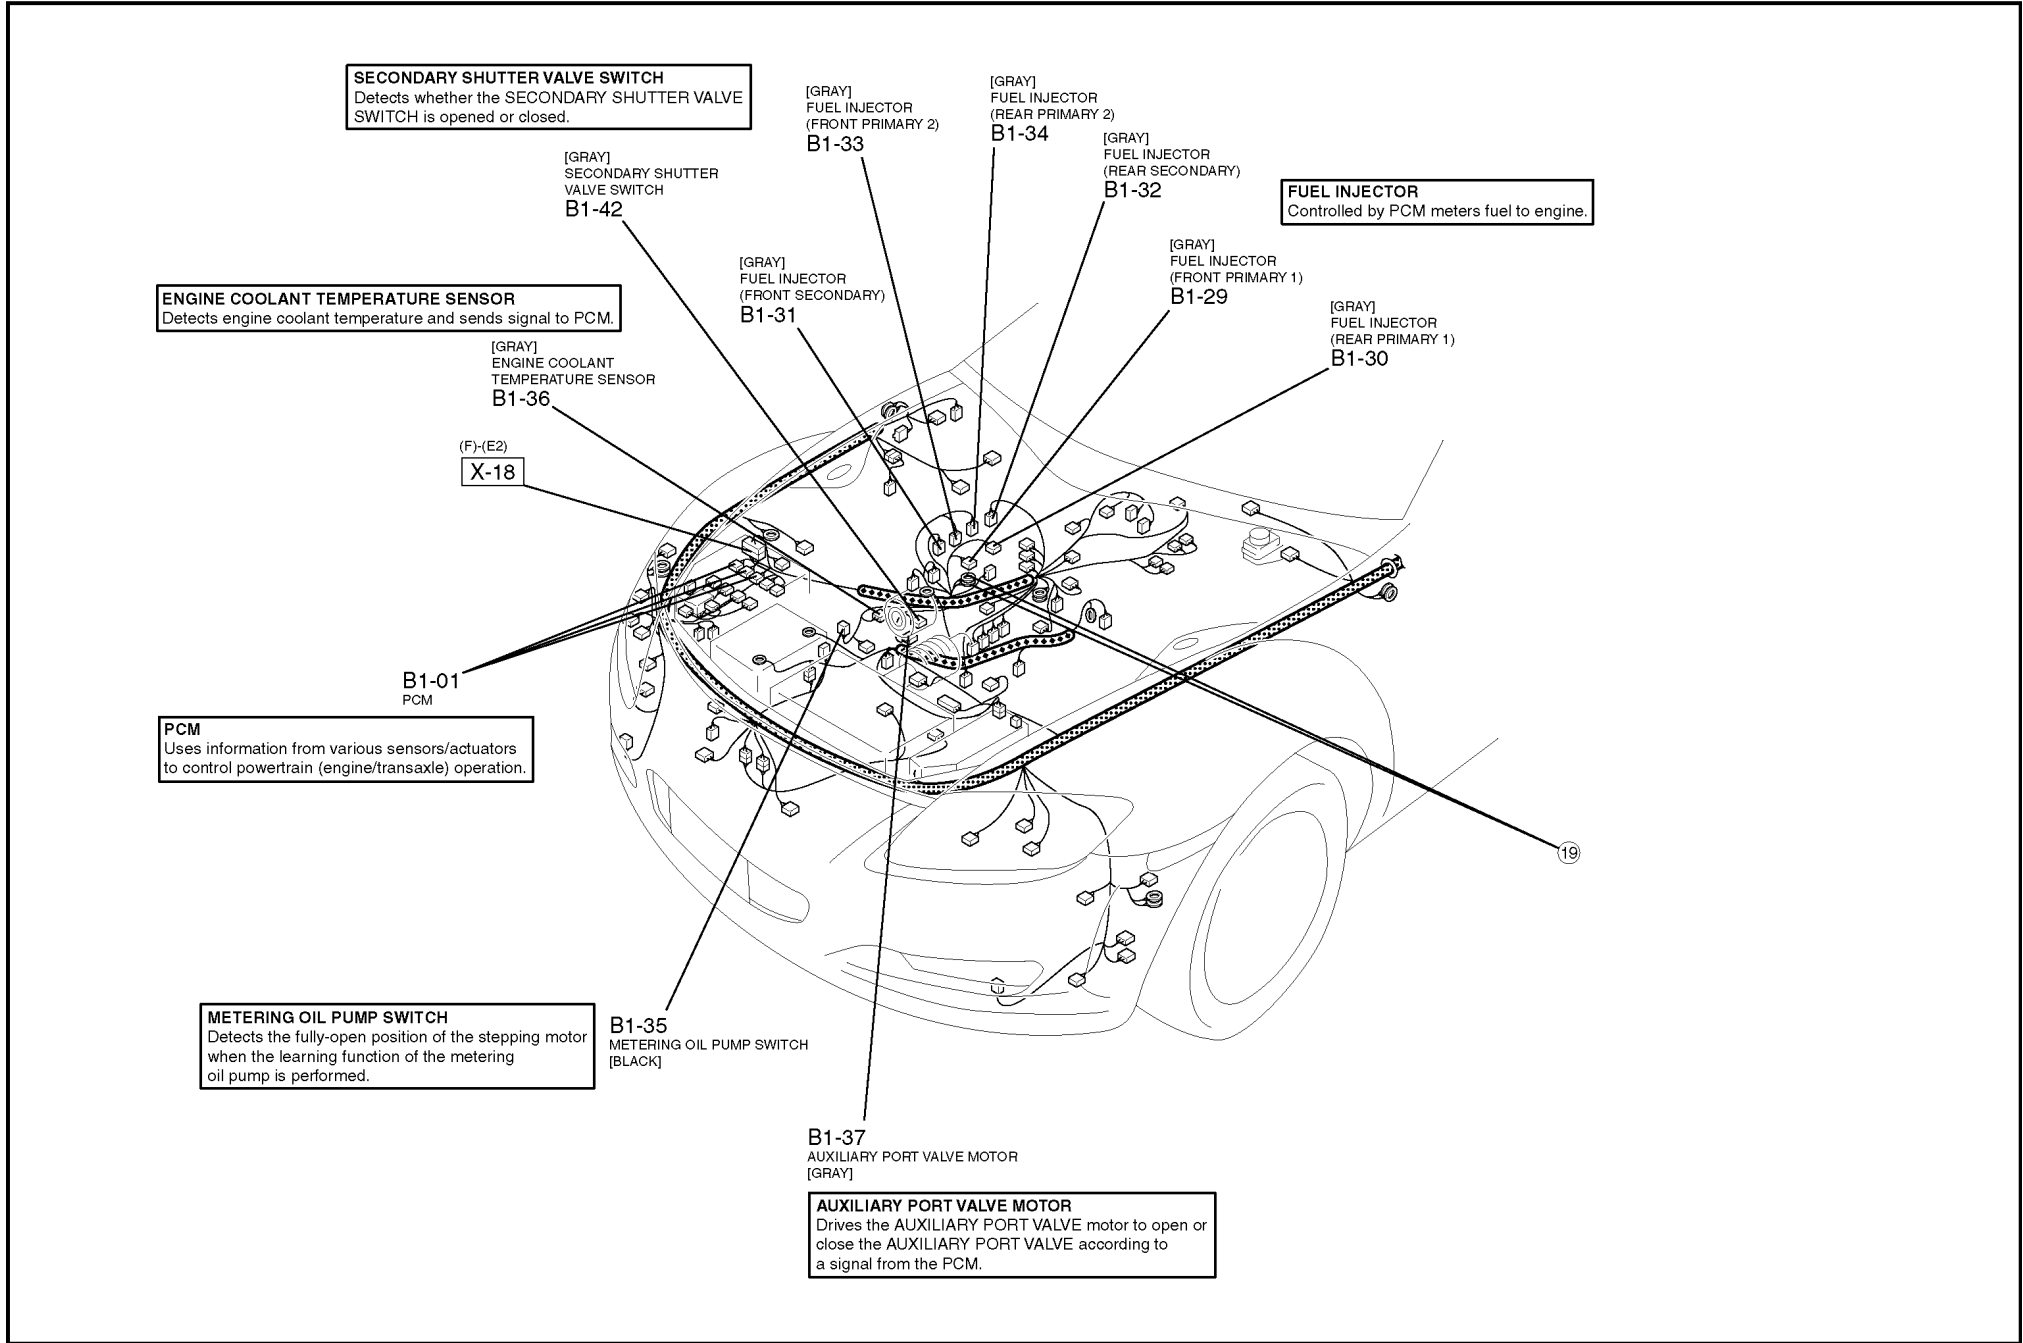 SECONDARY SHUTTER VALVE SWITCH
Detects whether the SECONDARY SHUTTER VALVE
SWITCH is opened or closed.
[GRAY]
FUEL INJECTOR
(FRONT PRIMARY 2)
B1-33
[GRAY]
FUEL INJECTOR
(REAR PRIMARY 2)
B1-34
[GRAY]
FUEL INJECTOR
(REAR SECONDARY)
B1-32
[GRAY]
SECONDARY SHUTTER
VALVE SWITCH
B1-42
FUEL INJECTOR
Controlled by PCM meters fuel to engine.
[GRAY]
FUEL INJECTOR
(FRONT SECONDARY)
B1-31
[GRAY]
FUEL INJECTOR
(FRONT PRIMARY 1)
B1-29
ENGINE COOLANT TEMPERATURE SENSOR
Detects engine coolant temperature and sends signal to PCM.
[GRAY]
FUEL INJECTOR
(REAR PRIMARY 1)
B1-30
[GRAY]
ENGINE COOLANT
TEMPERATURE SENSOR
B1-36
(F)-(E2)
X-18
B1-01
PCM
PCM
Uses information from various sensors/actuators
to control powertrain (engine/transaxle) operation.
19
METERING OIL PUMP SWITCH
Detects the fully-open position of the stepping motor
when the learning function of the metering
oil pump is performed.
B1-35
METERING OIL PUMP SWITCH
[BLACK]
B1-37
AUXILIARY PORT VALVE MOTOR
[GRAY]
AUXILIARY PORT VALVE MOTOR
Drives the AUXILIARY PORT VALVE motor to open or
close the AUXILIARY PORT VALVE according to
a signal from the PCM.